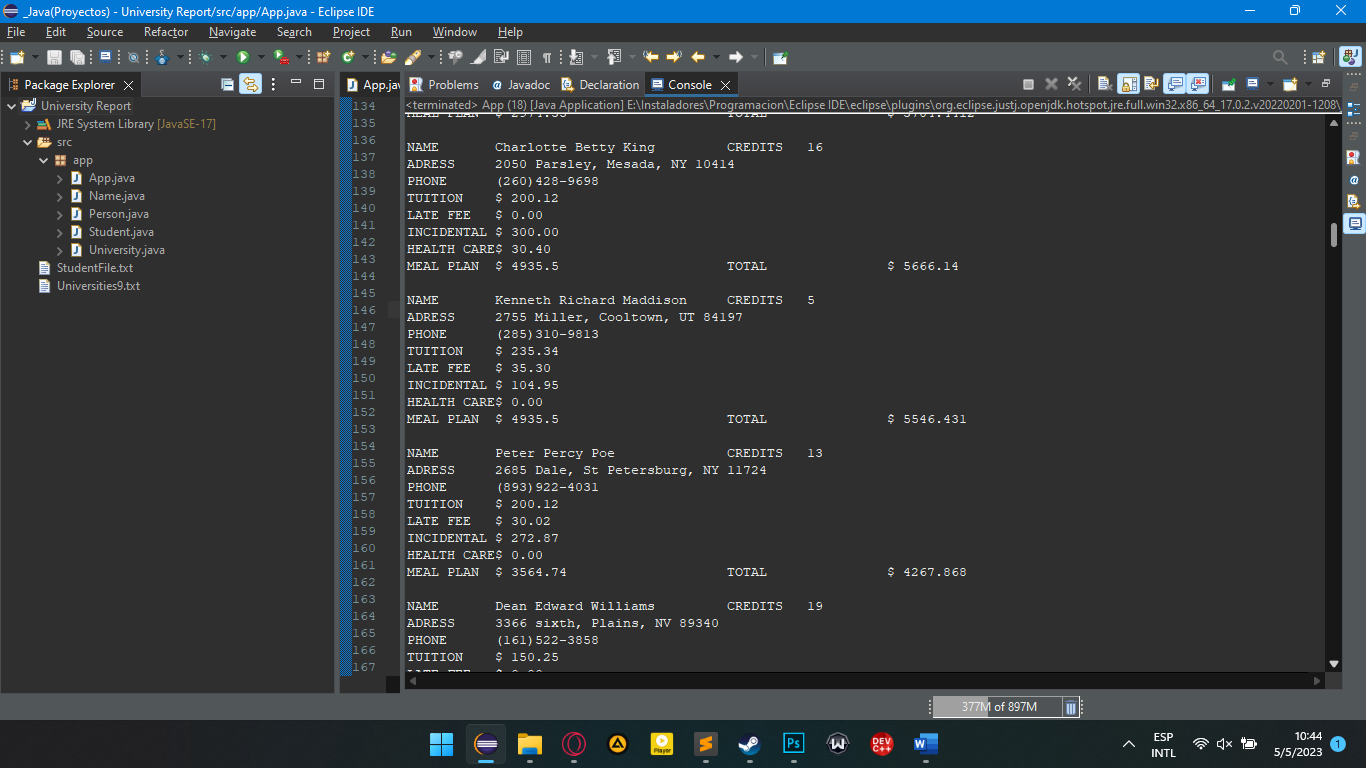 _Java(Proyectos) - University Report/src/app/App.java - Eclipse IDE
File Edit Source Refactor Navigate Search Project Run Window Help
Package Explorer
App.jav
Problems
Javadoc
Declaration
Console
<terminated> App (18) [Java Application] E:\Instaladores\Programacion\Eclipse IDE\eclipse\plugins\org.eclipse.justj.openjdk.hotspot.jre.full.win32.x86_64_17.0.2.v20220201-1208\
University Report
JRE System Library [JavaSE-17]
src
app
App.java
Name.java
Person.java
Student.java
University.java
StudentFile.txt
Universities9.txt
134
135
136
137
138
139
140
141
142
143
144
145
146
147
148
149
150
151
152
153
154
155
156
157
158
159
160
161
162
163
164
165
166
167
MEAL PLAN $ TOTAL $
NAME Charlotte Betty King CREDITS 16
ADRESS 2050 Parsley, Mesada, NY 10414
PHONE (260)428-9698
TUITION $ 200.12
LATE FEE $ 0.00
INCIDENTAL $ 300.00
HEALTH CARE$ 30.40
MEAL PLAN $ 4935.5 TOTAL $ 5666.14
NAME Kenneth Richard Maddison CREDITS 5
ADRESS 2755 Miller, Cooltown, UT 84197
PHONE (285)310-9813
TUITION $ 235.34
LATE FEE $ 35.30
INCIDENTAL $ 104.95
HEALTH CARE$ 0.00
MEAL PLAN $ 4935.5 TOTAL $ 5546.431
NAME Peter Percy Poe CREDITS 13
ADRESS 2685 Dale, St Petersburg, NY 11724
PHONE (893)922-4031
TUITION $ 200.12
LATE FEE $ 30.02
INCIDENTAL $ 272.87
HEALTH CARE$ 0.00
MEAL PLAN $ 3564.74 TOTAL $ 4267.868
NAME Dean Edward Williams CREDITS 19
ADRESS 3366 sixth, Plains, NV 89340
PHONE (161)522-3858
TUITION $ 150.25
377M of 897M
Player
Ps
DEV C++
W
ESP
INTL
10:44
5/5/2023
1